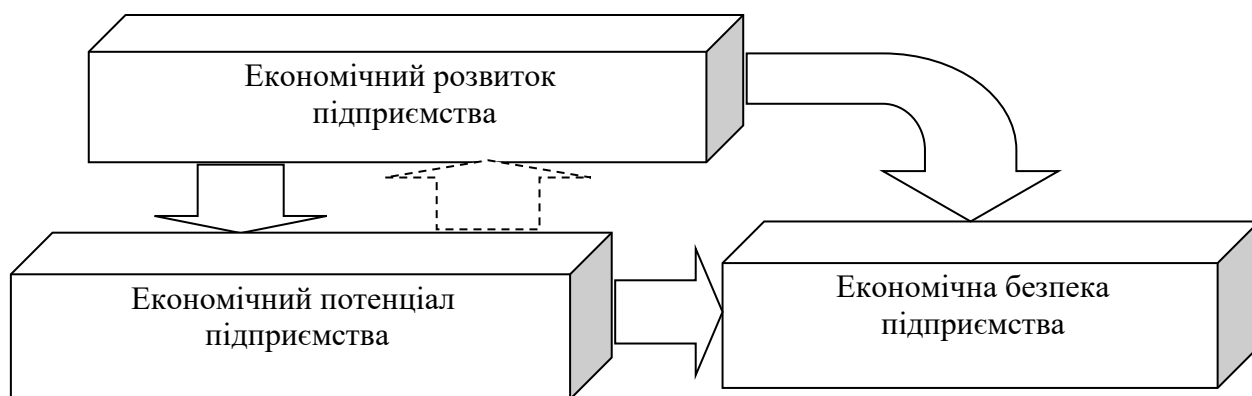 Економічний розвиток
підприємства
Економічний потенціал
підприємства
Економічна безпека
підприємства